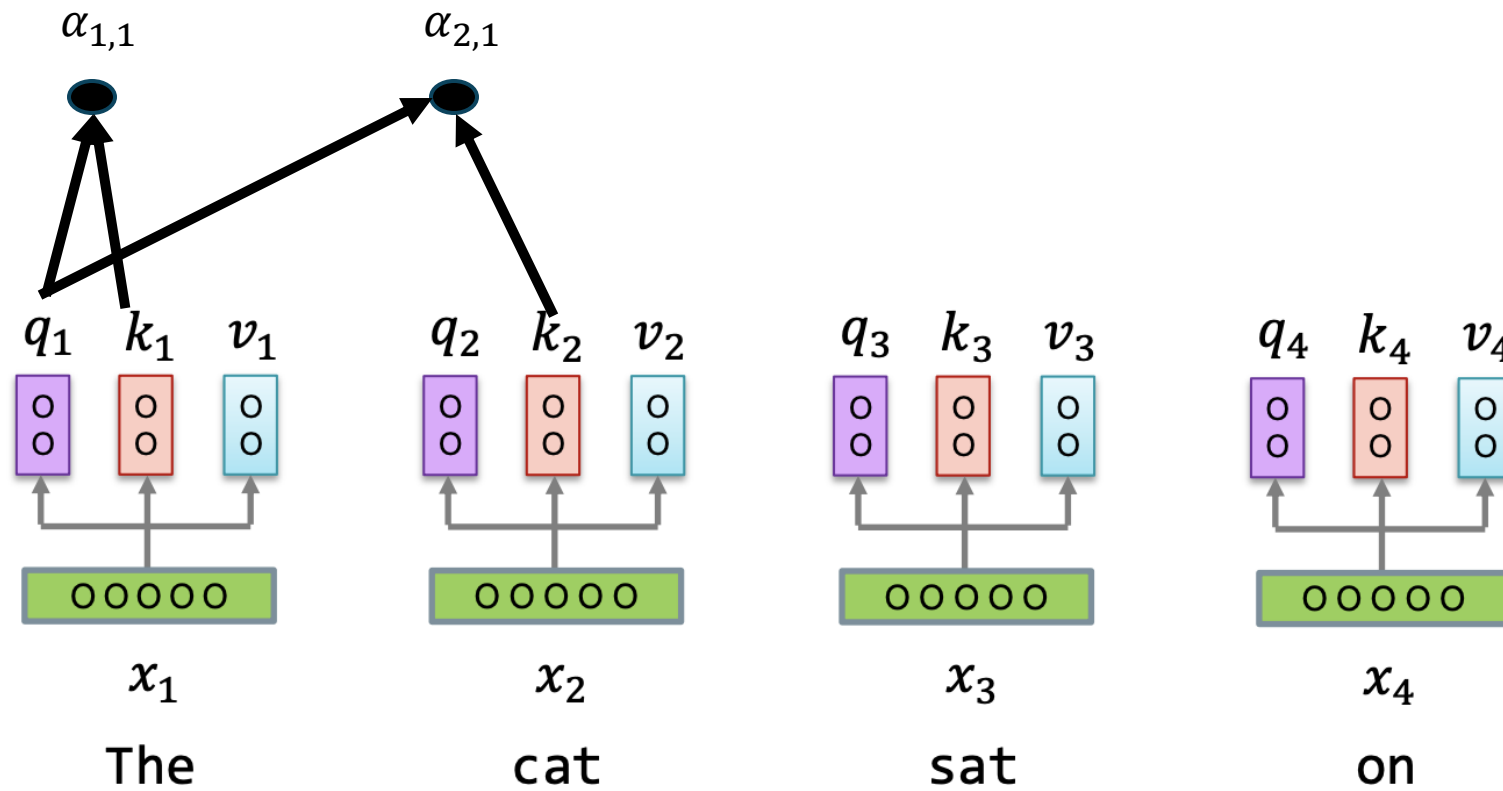 α₁,₁ α₂,₁
q₁ k₁ v₁ q₂ k₂ v₂ q₃ k₃ v₃ q₄ k₄ v₄
O O O O O O O O O O O O
O O O O O O O O O O O O
O O O O O O O O O O O O O O O O O O O O
x₁ x₂ x₃ x₄
The cat sat on